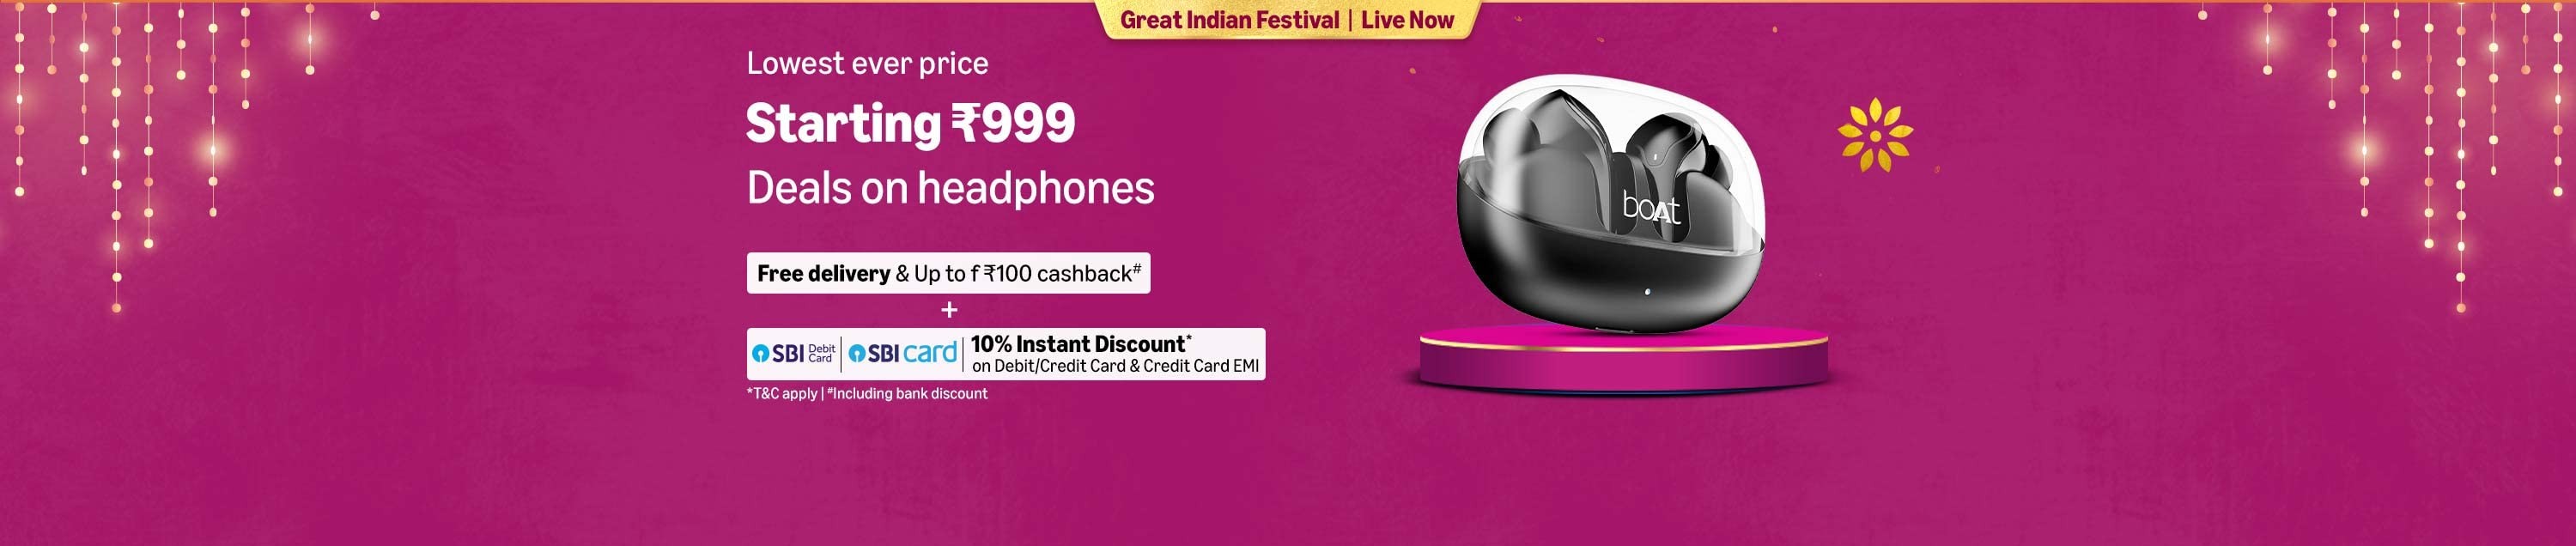 Great Indian Festival | Live Now
Lowest ever price
Starting ₹999
Deals on headphones
Free delivery & Up to f ₹100 cashback#
+
SBI Debit Card | SBI card | 10% Instant Discount*
on Debit/Credit Card & Credit Card EMI
*T&C apply | #Including bank discount
boAt